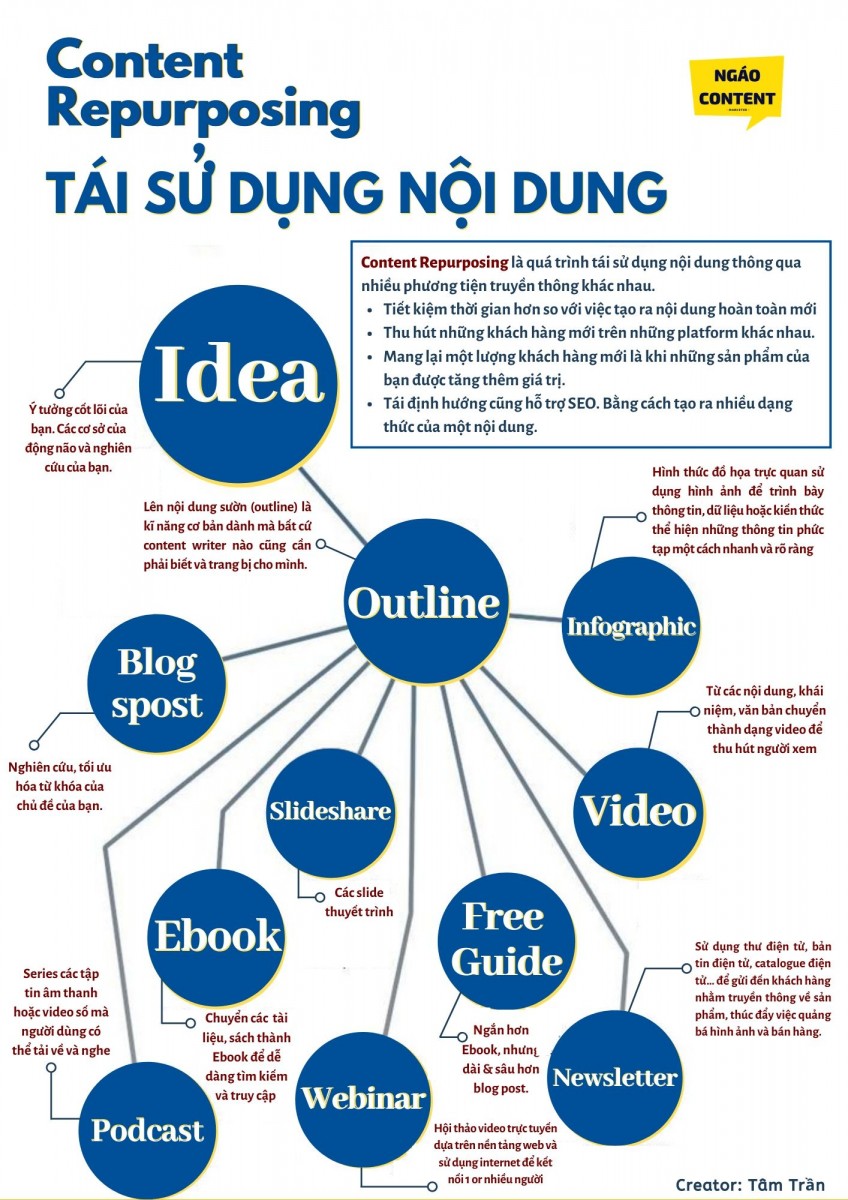 Content
Repurposing
NGÁO
CONTENT
TÁI SỬ DỤNG NỘI DUNG
Content Repurposing là quá trình tái sử dụng nội dung thông qua
nhiều phương tiện truyền thông khác nhau.
• Tiết kiệm thời gian hơn so với việc tạo ra nội dung hoàn toàn mới
• Thu hút những khách hàng mới trên những platform khác nhau.
• Mang lại một lượng khách hàng mới là khi những sản phẩm của
bạn được tăng thêm giá trị.
• Tái định hướng cũng hỗ trợ SEO. Bằng cách tạo ra nhiều dạng
thức của một nội dung.
Idea
Ý tưởng cốt lõi của
bạn. Các cơ sở của
động não và nghiên
cứu của bạn.
Lên nội dung sườn (outline) là
kĩ năng cơ bản dành mà bất cứ
content writer nào cũng cần
phải biết và trang bị cho mình.
Outline
Hình thức đồ họa trực quan sử
dụng hình ảnh để trình bày
thông tin, dữ liệu hoặc kiến thức
thể hiện những thông tin phức
tạp một cách nhanh và rõ ràng
Infographic
Blog
spost
Nghiên cứu, tối ưu
hóa từ khóa của
chủ đề của bạn.
Từ các nội dung, khái
niệm, văn bản chuyển
thành dạng video để
thu hút người xem
Video
Slideshare
Các slide
thuyết trình
Ebook
Chuyển các tài
liệu, sách thành
Ebook để dễ
dàng tìm kiếm
và truy cập
Free
Guide
Ngắn hơn
Ebook, nhưng
dài & sâu hơn
blog post.
Sử dụng thư điện tử, bản
tin điện tử, catalogue điện
tử... để gửi đến khách hàng
nhằm truyền thông về sản
phẩm, thúc đẩy việc quảng
bá hình ảnh và bán hàng.
Newsletter
Series các tập
tin âm thanh
hoặc video số mà
người dùng có
thể tải về và nghe
Podcast
Webinar
Hội thảo video trực tuyến
dựa trên nền tảng web và
sử dụng internet để kết
nối 1 or nhiều người
Creator: Tâm Trần